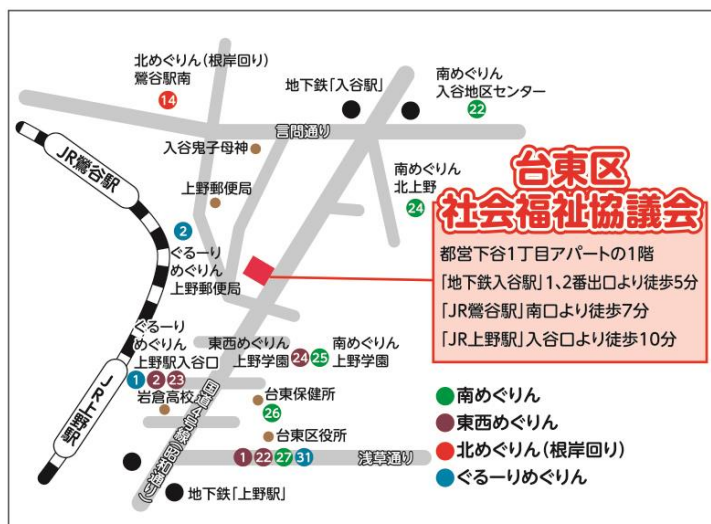 北めぐりん(根岸回り)
鶯谷駅南
14
地下鉄「入谷駅」
南めぐりん
入谷地区センター
22
言問通り
JR鶯谷駅
入谷鬼子母神
上野郵便局
南めぐりん
北上野
24
2
ぐるーり
めぐりん
上野郵便局
台東区
社会福祉協議会
都営下谷1丁目アパートの1階
「地下鉄入谷駅」1、2番出口より徒歩5分
「JR鶯谷駅」南口より徒歩7分
「JR上野駅」入谷口より徒歩10分
ぐるーり
めぐりん
上野駅入谷口
1 2 23
東西めぐりん
上野学園
24 25
南めぐりん
上野学園
JR上野駅
岩倉高校
台東保健所
26
台東区役所
国道4号線(昭和通り)
1 22 27 31
浅草通り
地下鉄「上野駅」
南めぐりん
東西めぐりん
北めぐりん(根岸回り)
ぐるーりめぐりん